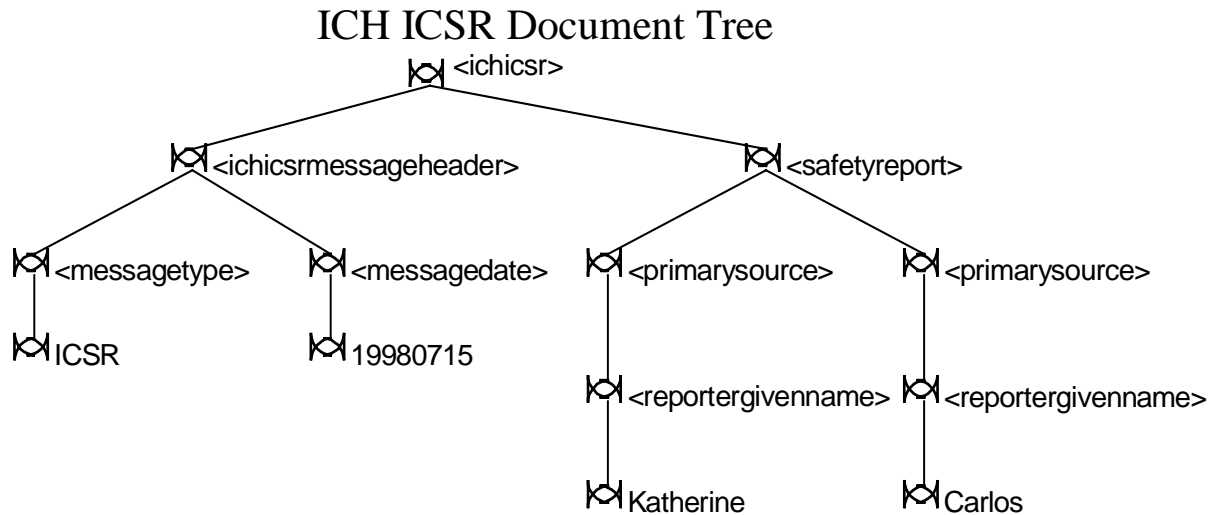 ICH ICSR Document Tree
<ichicsr>
<ichicsrmessageheader> <safetyreport>
<messagetype> <messagedate> <primarysource> <primarysource>
ICSR 19980715
<reportergivenname> <reportergivenname>
Katherine Carlos